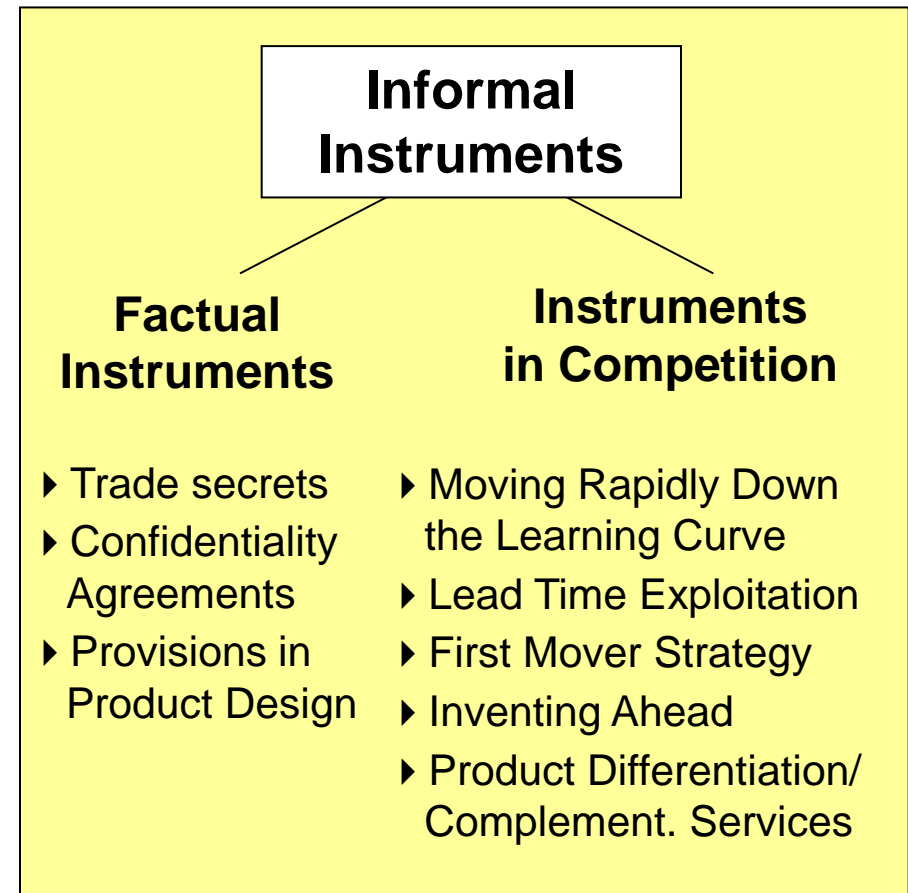 Informal
Instruments
Factual
Instruments
Instruments
in Competition
Trade secrets
Confidentiality
Agreements
Provisions in
Product Design
Moving Rapidly Down
the Learning Curve
Lead Time Exploitation
First Mover Strategy
Inventing Ahead
Product Differentiation/
Complement. Services